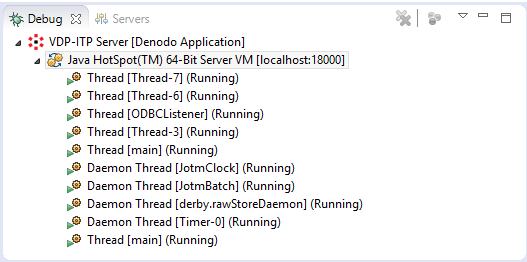 Debug Servers
VDP-ITP Server [Denodo Application]
Java HotSpot(TM) 64-Bit Server VM [localhost:18000]
Thread [Thread-7] (Running)
Thread [Thread-6] (Running)
Thread [ODBCListener] (Running)
Thread [Thread-3] (Running)
Thread [main] (Running)
Daemon Thread [JotmClock] (Running)
Daemon Thread [JotmBatch] (Running)
Daemon Thread [derby.rawStoreDaemon] (Running)
Daemon Thread [Timer-0] (Running)
Thread [main] (Running)